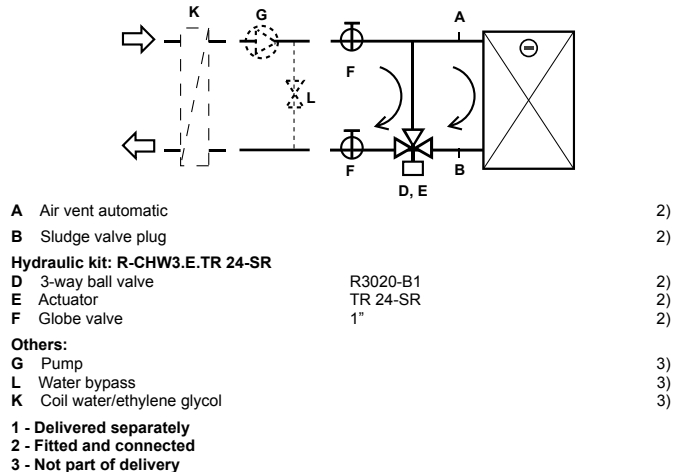 K
G
A
F
L
F
B
D, E
A Air vent automatic 2)
B Sludge valve plug 2)
Hydraulic kit: R-CHW3.E.TR 24-SR
D 3-way ball valve R3020-B1 2)
E Actuator TR 24-SR 2)
F Globe valve 1" 2)
Others:
G Pump 3)
L Water bypass 3)
K Coil water/ethylene glycol 3)
1 - Delivered separately
2 - Fitted and connected
3 - Not part of delivery